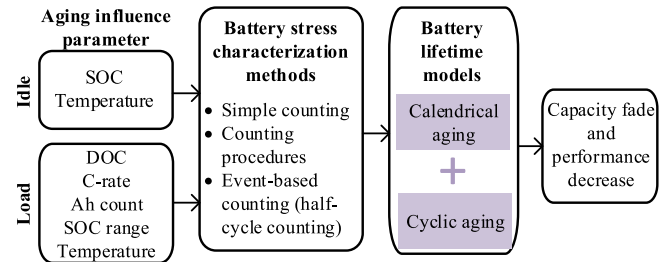 Aging influence
parameter
Idle
SOC
Temperature
Load
DOC
C-rate
Ah count
SOC range
Temperature
Battery stress
characterization
methods
• Simple counting
• Counting
procedures
• Event-based
counting (half-
cycle counting)
Battery
lifetime
models
Calendrical
aging
+
Cyclic aging
Capacity fade
and
performance
decrease